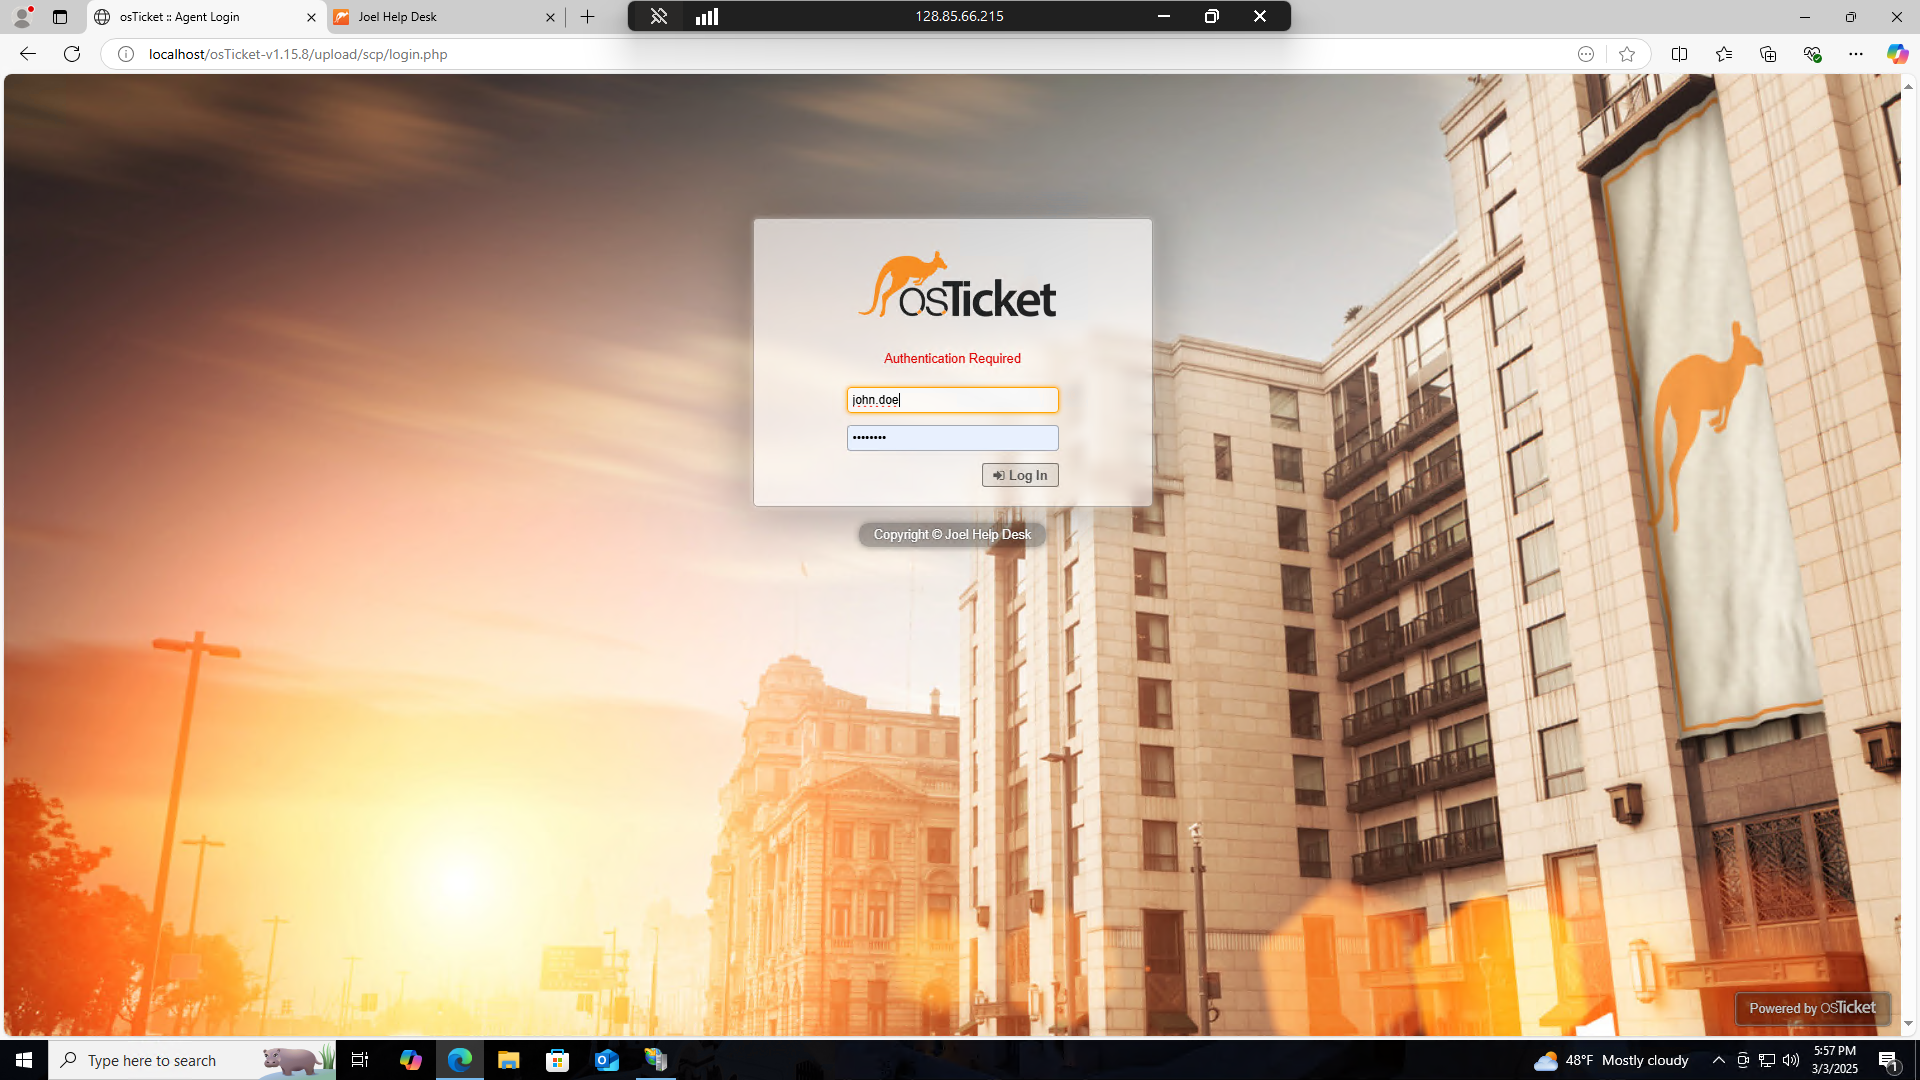 osTicket :: Agent Login
Joel Help Desk
128.85.66.215
localhost/osTicket-v1.15.8/upload/scp/login.php
osTicket
Authentication Required
john.doe
••••••••
Log In
Copyright © Joel Help Desk
Powered by osTicket
Type here to search
48°F Mostly cloudy
5:57 PM
3/3/2025
1